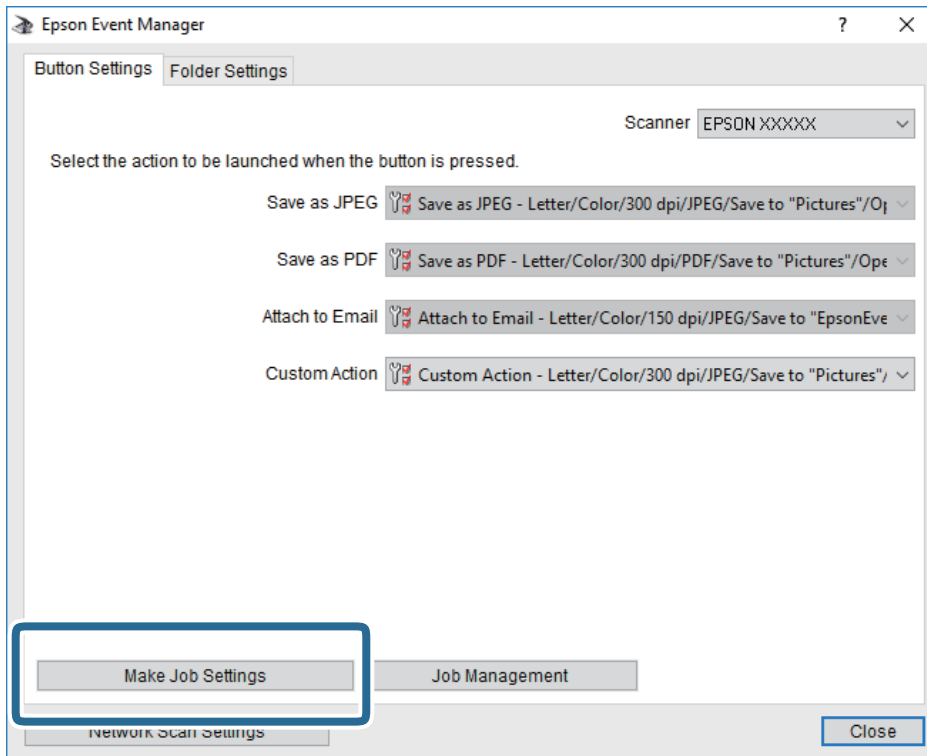 Epson Event Manager
Button Settings
Folder Settings
Scanner EPSON XXXXX
Select the action to be launched when the button is pressed.
Save as JPEG Save as JPEG - Letter/Color/300 dpi/JPEG/Save to "Pictures"/Op
Save as PDF Save as PDF - Letter/Color/300 dpi/PDF/Save to "Pictures"/Ope
Attach to Email Attach to Email - Letter/Color/150 dpi/JPEG/Save to "EpsonEve
Custom Action Custom Action - Letter/Color/300 dpi/JPEG/Save to "Pictures"/
Make Job Settings
Job Management
Network Scan Settings
Close